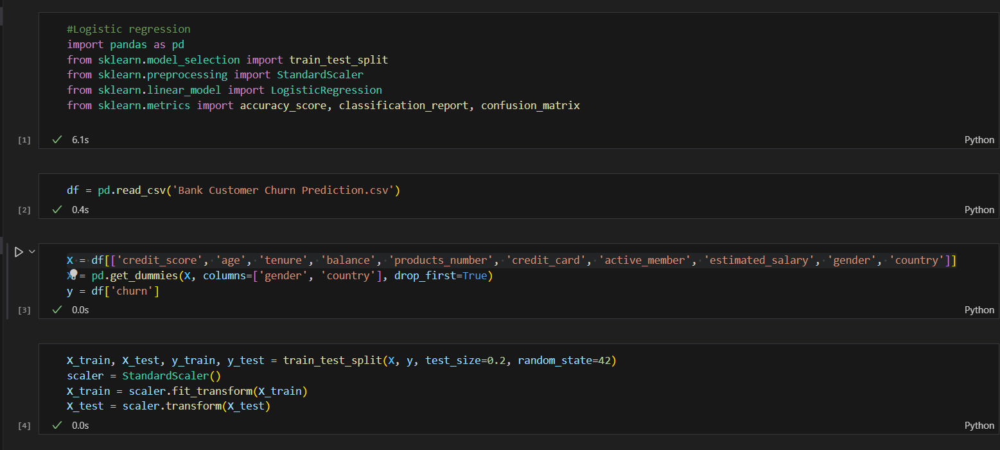 #Logistic regression
import pandas as pd
from sklearn.model_selection import train_test_split
from sklearn.preprocessing import StandardScaler
from sklearn.linear_model import LogisticRegression
from sklearn.metrics import accuracy_score, classification_report, confusion_matrix
[1] 6.1s Python
df = pd.read_csv('Bank Customer Churn Prediction.csv')
[2] 0.4s Python
X = df[['credit_score', 'age', 'tenure', 'balance', 'products_number', 'credit_card', 'active_member', 'estimated_salary', 'gender', 'country']]
X = pd.get_dummies(X, columns=['gender', 'country'], drop_first=True)
y = df['churn']
[3] 0.0s Python
X_train, X_test, y_train, y_test = train_test_split(X, y, test_size=0.2, random_state=42)
scaler = StandardScaler()
X_train = scaler.fit_transform(X_train)
X_test = scaler.transform(X_test)
[4] 0.0s Python